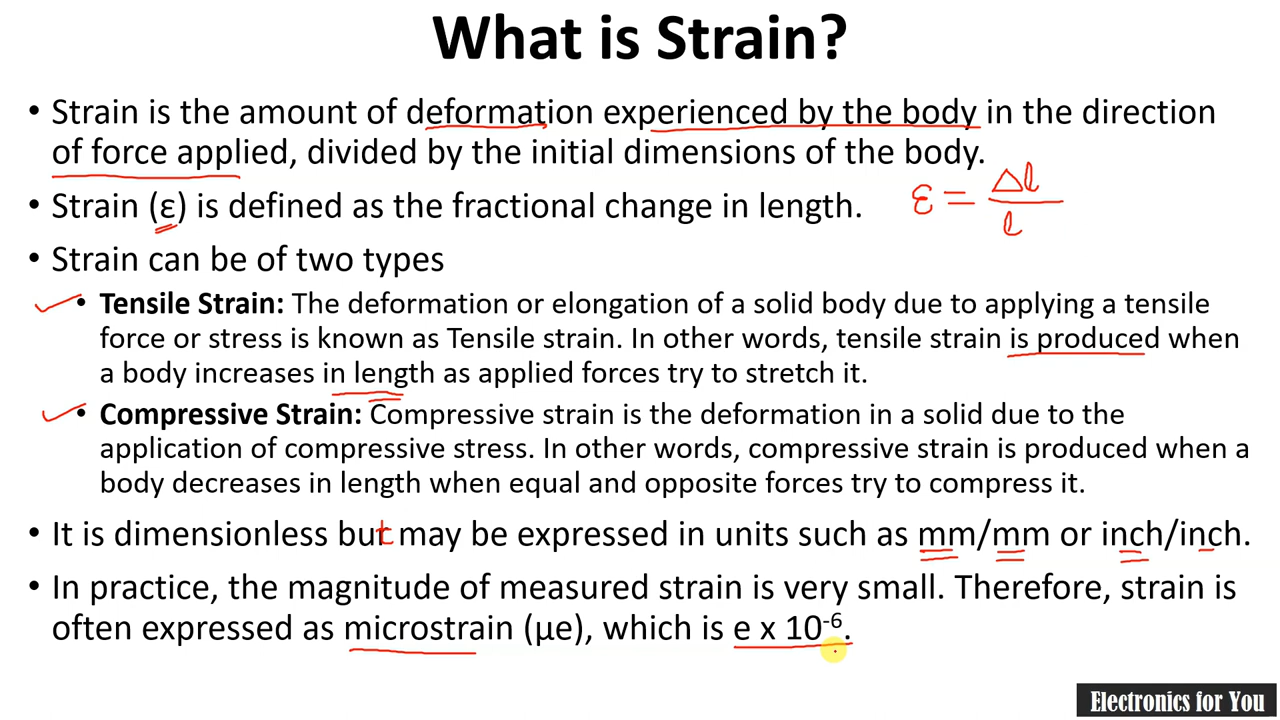 What is Strain?
• Strain is the amount of deformation experienced by the body in the direction
of force applied, divided by the initial dimensions of the body.
• Strain (ε) is defined as the fractional change in length. ε = Δl / l
• Strain can be of two types
• Tensile Strain: The deformation or elongation of a solid body due to applying a tensile
force or stress is known as Tensile strain. In other words, tensile strain is produced when
a body increases in length as applied forces try to stretch it.
• Compressive Strain: Compressive strain is the deformation in a solid due to the
application of compressive stress. In other words, compressive strain is produced when a
body decreases in length when equal and opposite forces try to compress it.
• It is dimensionless but may be expressed in units such as mm/mm or inch/inch.
• In practice, the magnitude of measured strain is very small. Therefore, strain is
often expressed as microstrain (µe), which is e x 10⁻⁶.
Electronics for You